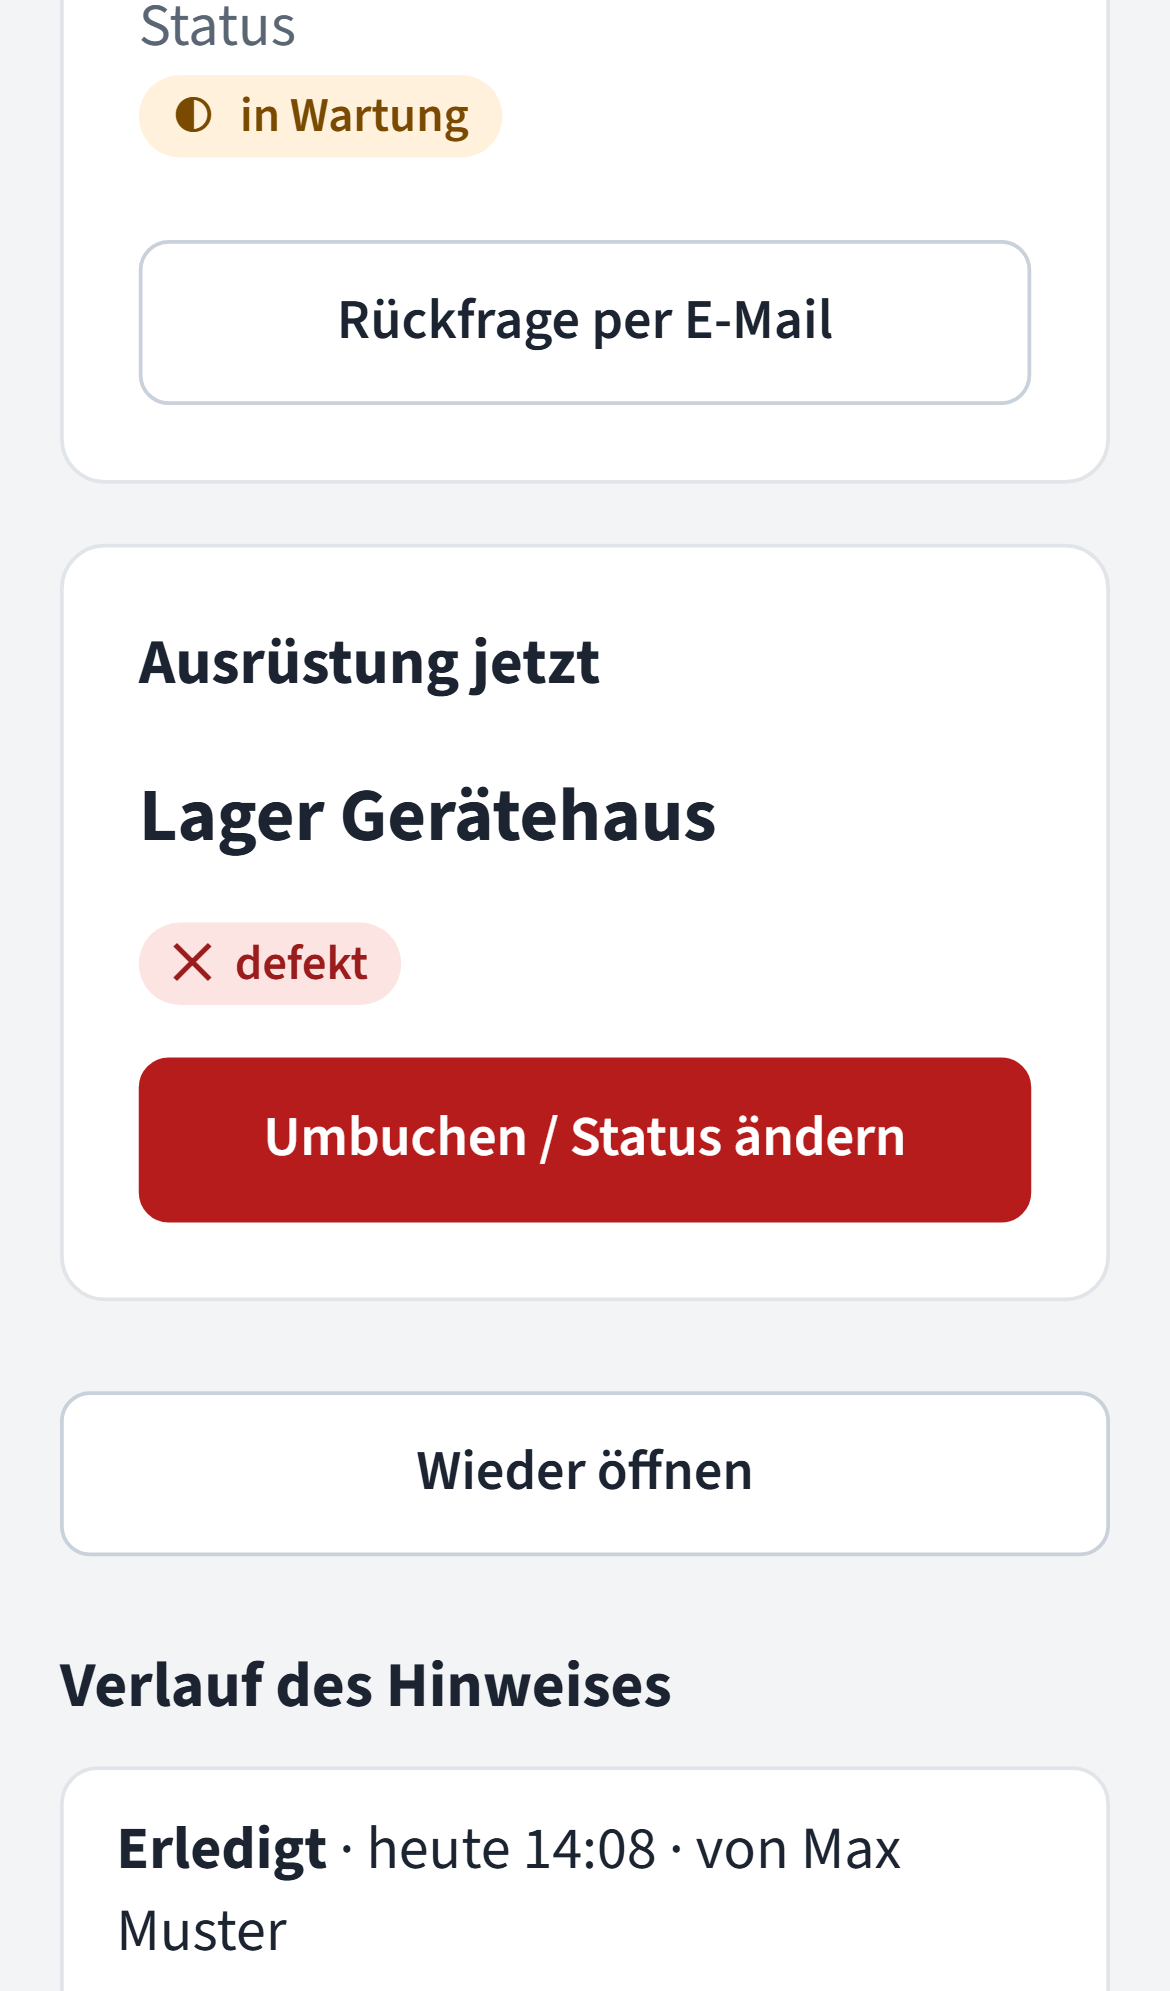 Status
in Wartung
Rückfrage per E-Mail
Ausrüstung jetzt
Lager Gerätehaus
defekt
Umbuchen / Status ändern
Wieder öffnen
Verlauf des Hinweises
Erledigt · heute 14:08 · von Max
Muster